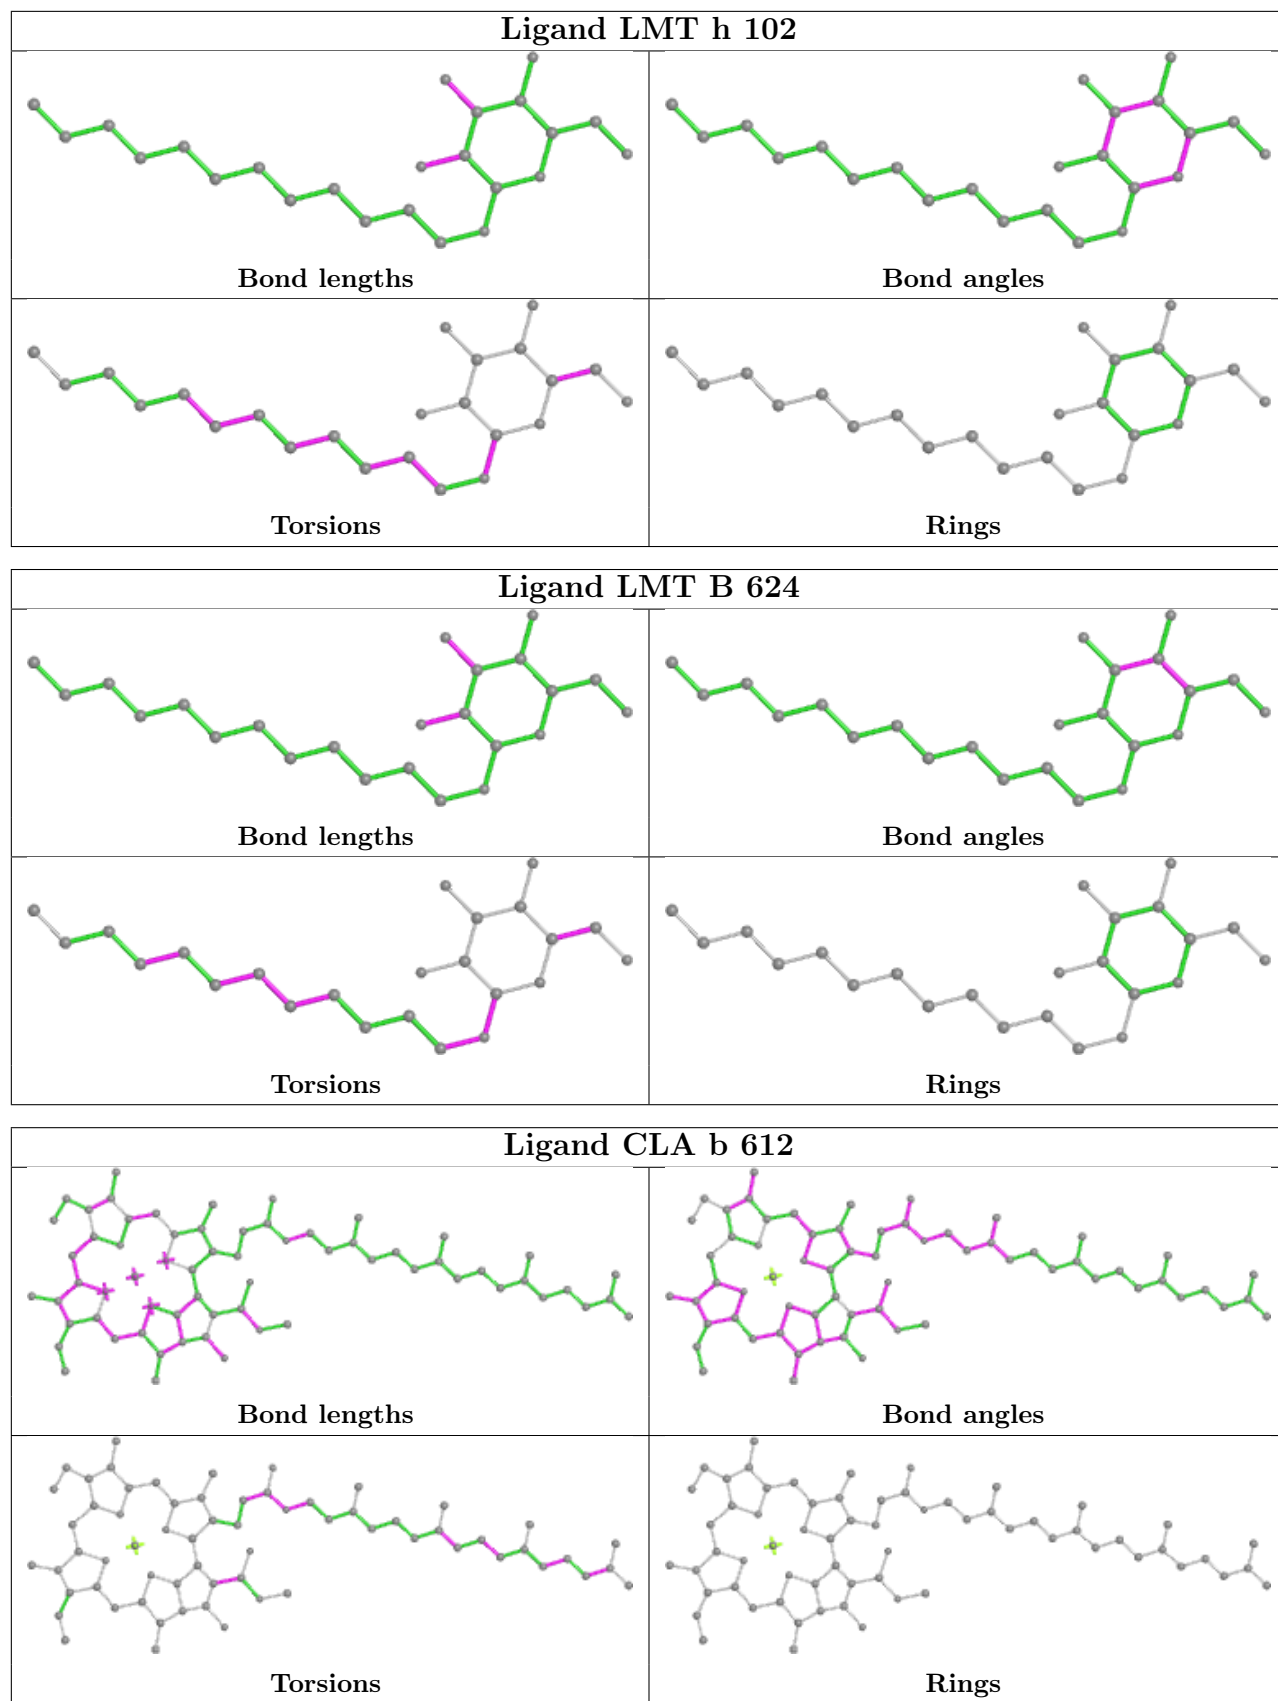 Ligand LMT h 102
Bond lengths
Bond angles
Torsions
Rings
Ligand LMT B 624
Bond lengths
Bond angles
Torsions
Rings
Ligand CLA b 612
Bond lengths
Bond angles
Torsions
Rings